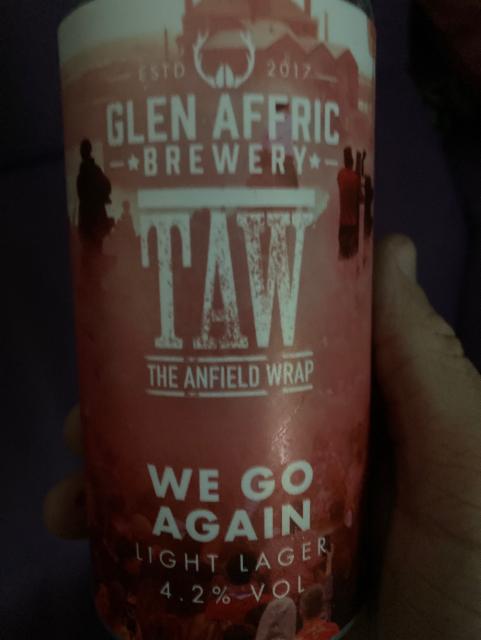 ESTD 2017
GLEN AFFRIC
BREWERY
TAW
THE ANFIELD WRAP
WE GO
AGAIN
LIGHT LAGER
4.2% VOL